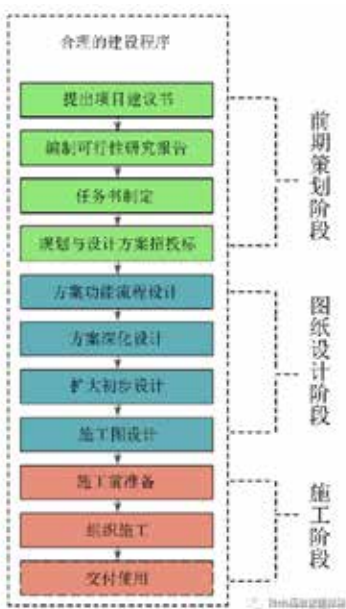 合理的建设程序
提出项目建议书
编制可行性研究报告
任务书制定
规划与设计方案招投标
方案功能流程设计
方案深化设计
扩大初步设计
施工图设计
施工前准备
组织施工
交付使用
前期策划阶段
图纸设计阶段
施工阶段